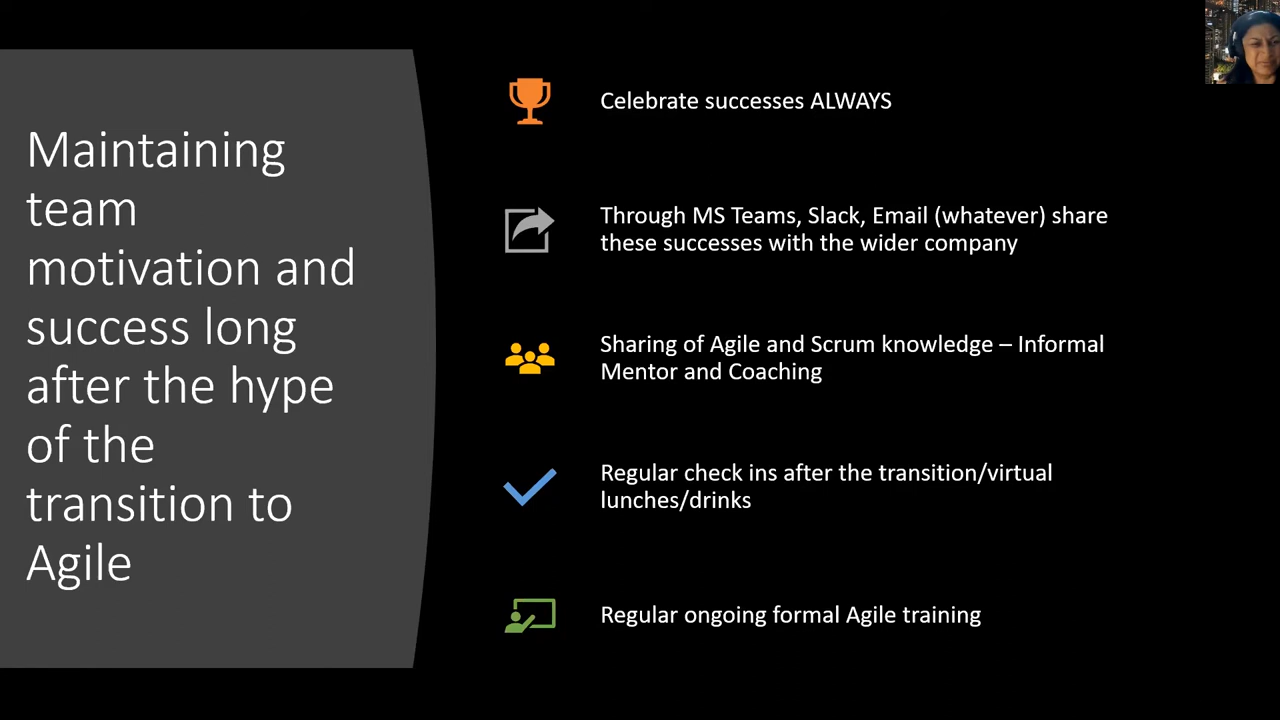 Maintaining
team
motivation and
success long
after the hype
of the
transition to
Agile
Celebrate successes ALWAYS
Through MS Teams, Slack, Email (whatever) share
these successes with the wider company
Sharing of Agile and Scrum knowledge – Informal
Mentor and Coaching
Regular check ins after the transition/virtual
lunches/drinks
Regular ongoing formal Agile training